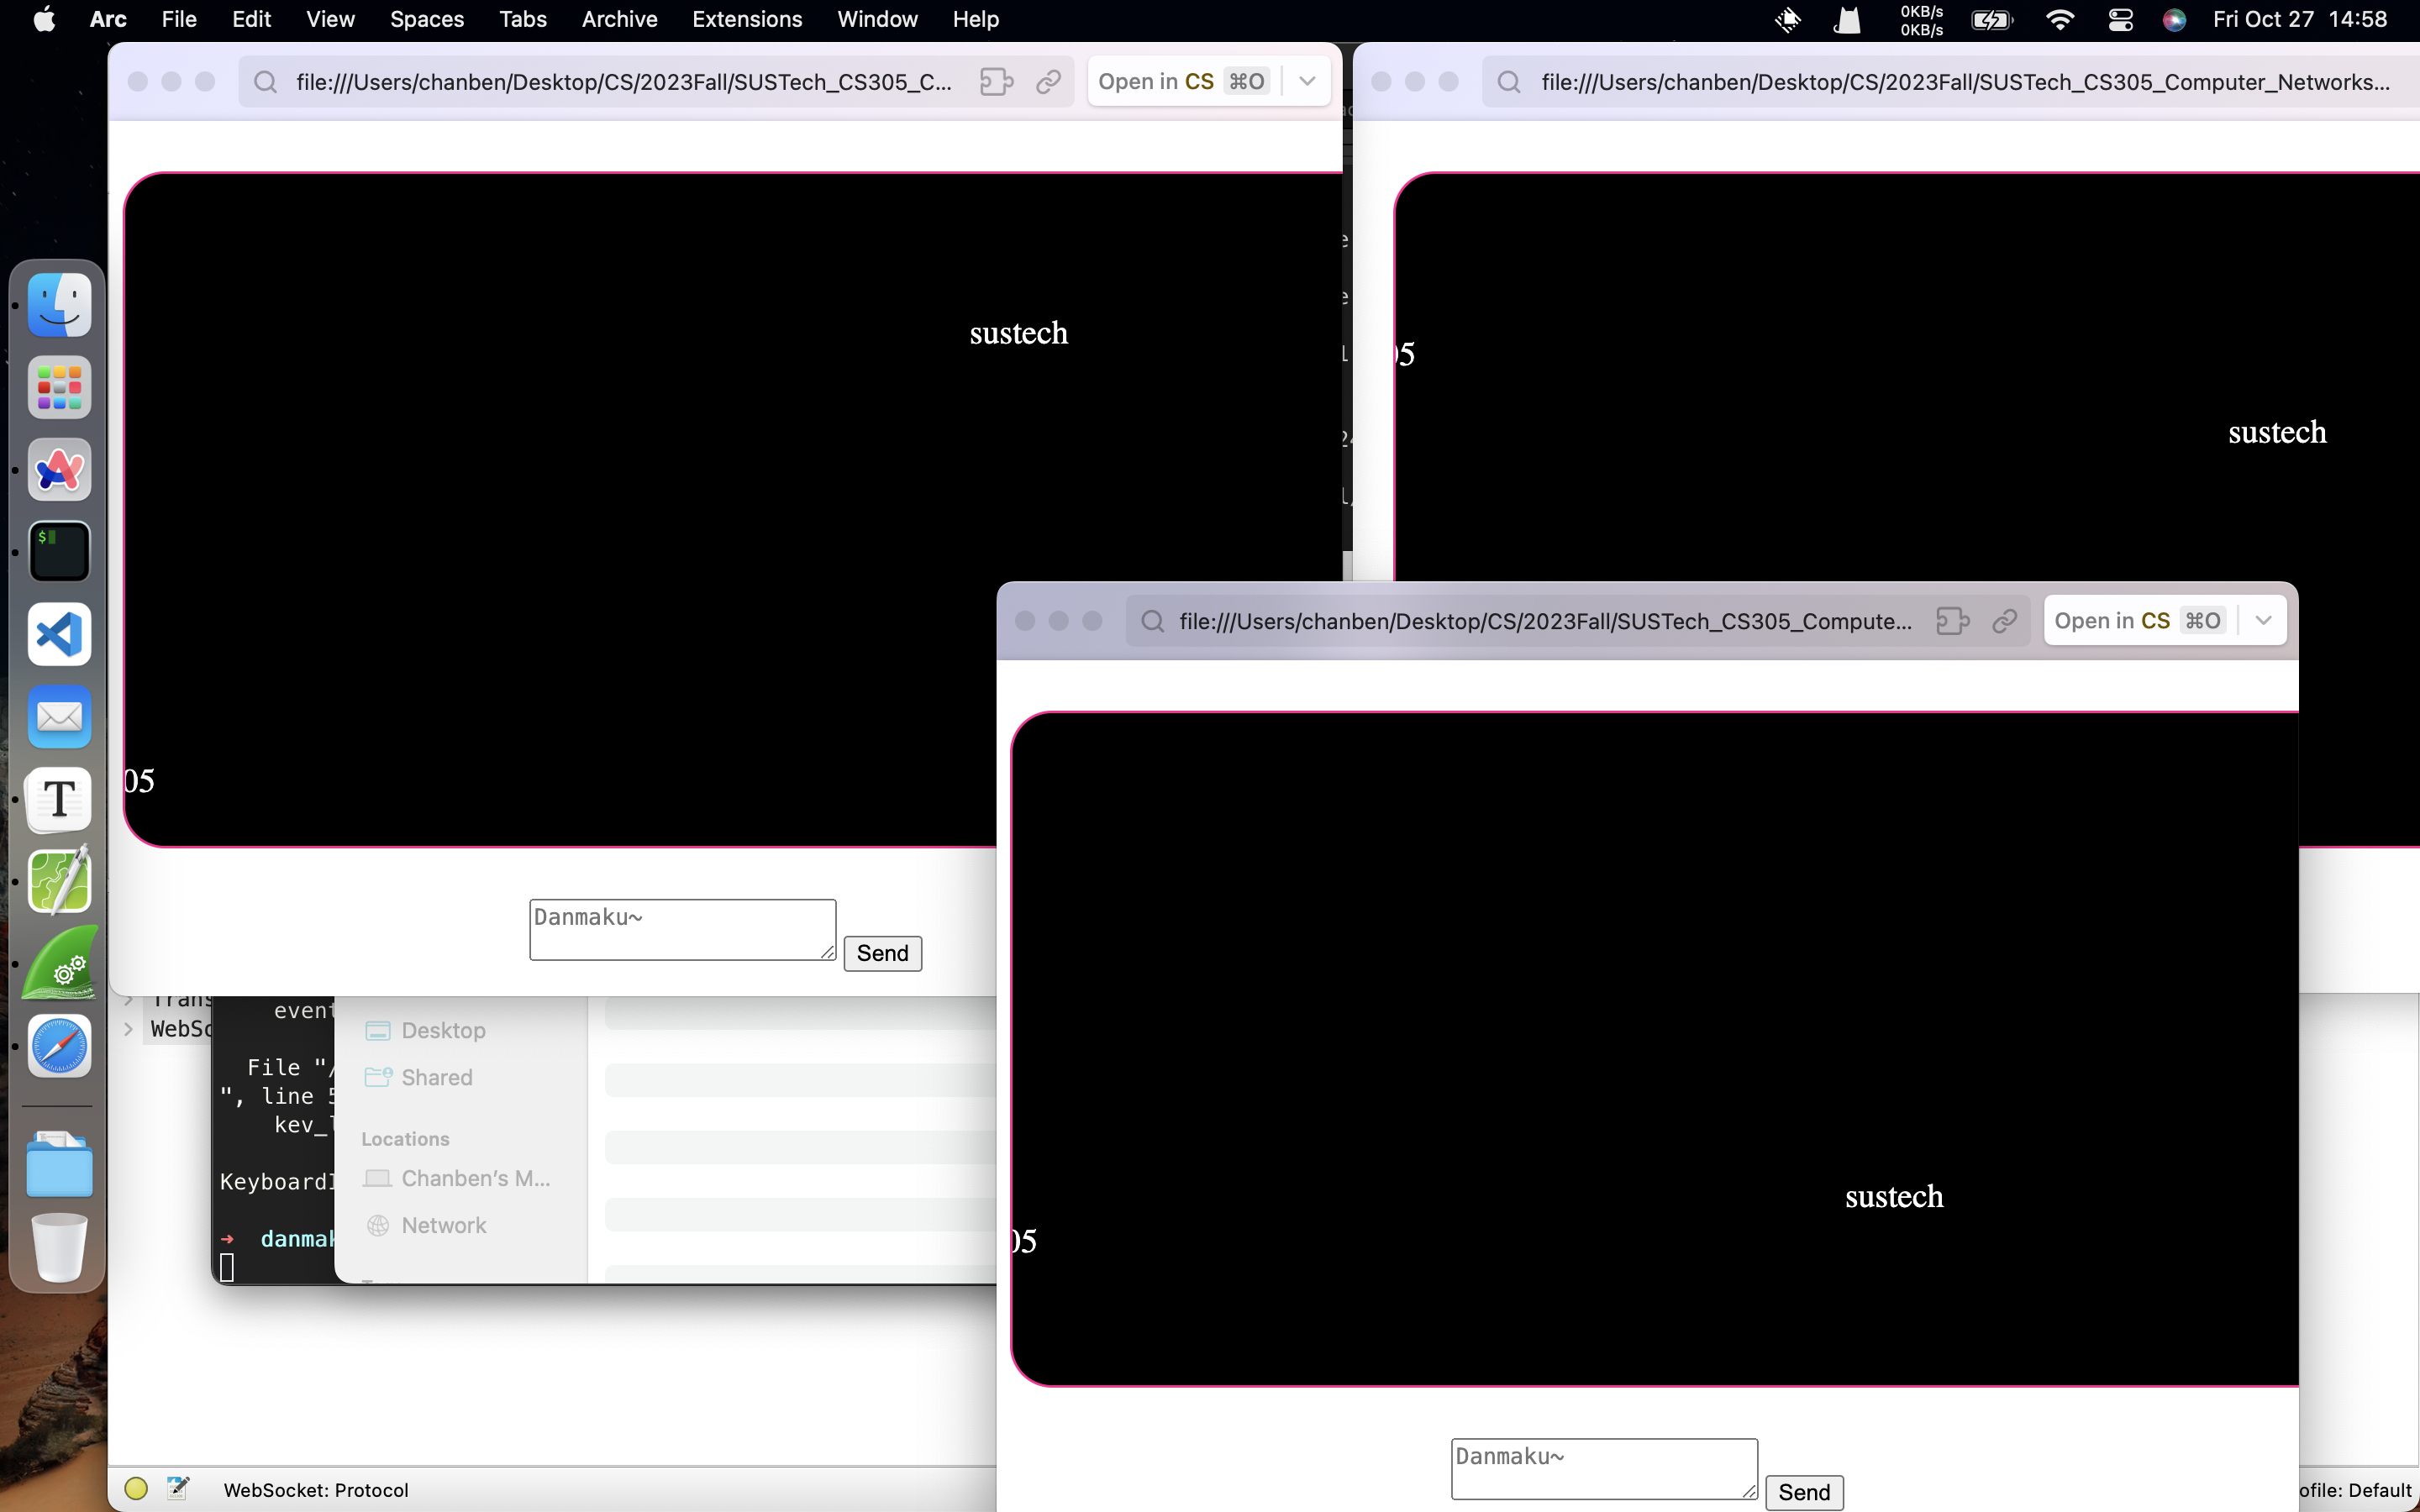 Arc File Edit View Spaces Tabs Archive Extensions Window Help 0KB/s 0KB/s Fri Oct 27 14:58
file:///Users/chanben/Desktop/CS/2023Fall/SUSTech_CS305_C... Open in CS ⌘O
file:///Users/chanben/Desktop/CS/2023Fall/SUSTech_CS305_Computer_Networks...
sustech
05
Danmaku~
Send
05
sustech
file:///Users/chanben/Desktop/CS/2023Fall/SUSTech_CS305_Compute... Open in CS ⌘O
sustech
05
Danmaku~
Send
event
File "/
", line 5
kev_l
KeyboardI
➜ danmak
Desktop
Shared
Locations
Chanben's M...
Network
WebSo
WebSocket: Protocol
ofile: Default